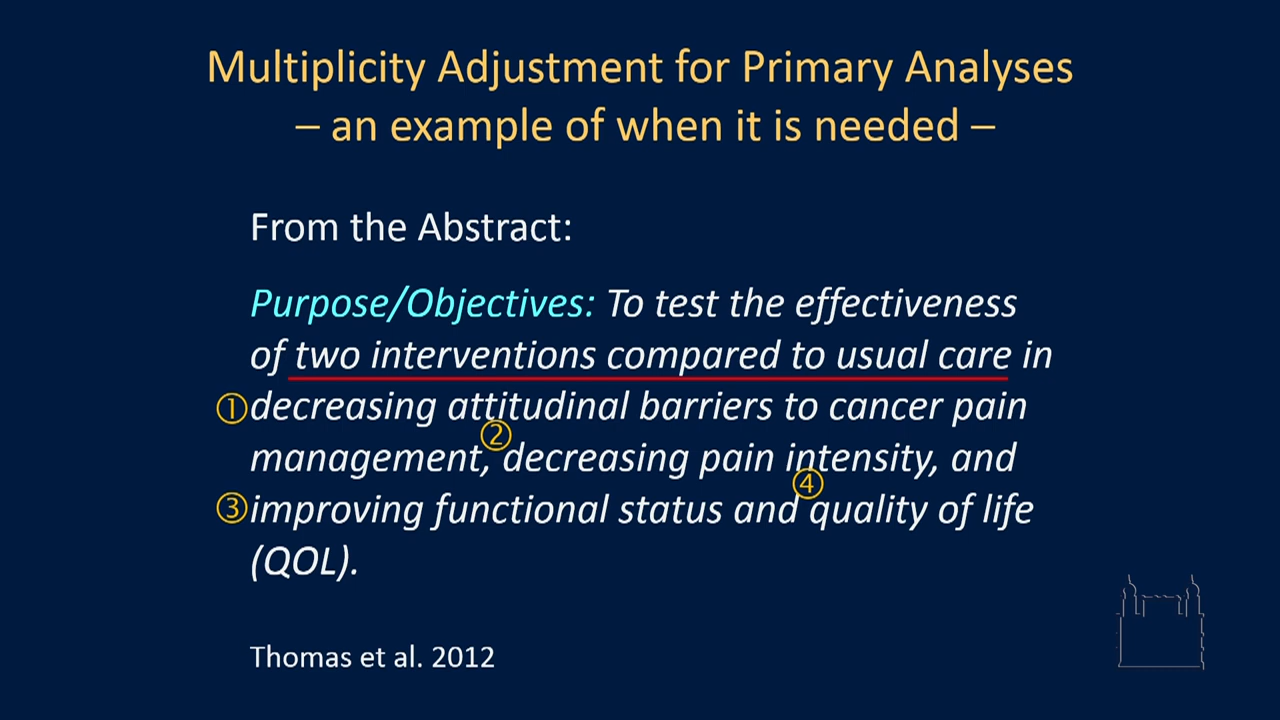 Multiplicity Adjustment for Primary Analyses
– an example of when it is needed –
From the Abstract:
Purpose/Objectives: To test the effectiveness
of two interventions compared to usual care in
①decreasing attitudinal barriers to cancer pain
management, ②decreasing pain intensity, and
③improving functional status and ④quality of life
(QOL).
Thomas et al. 2012